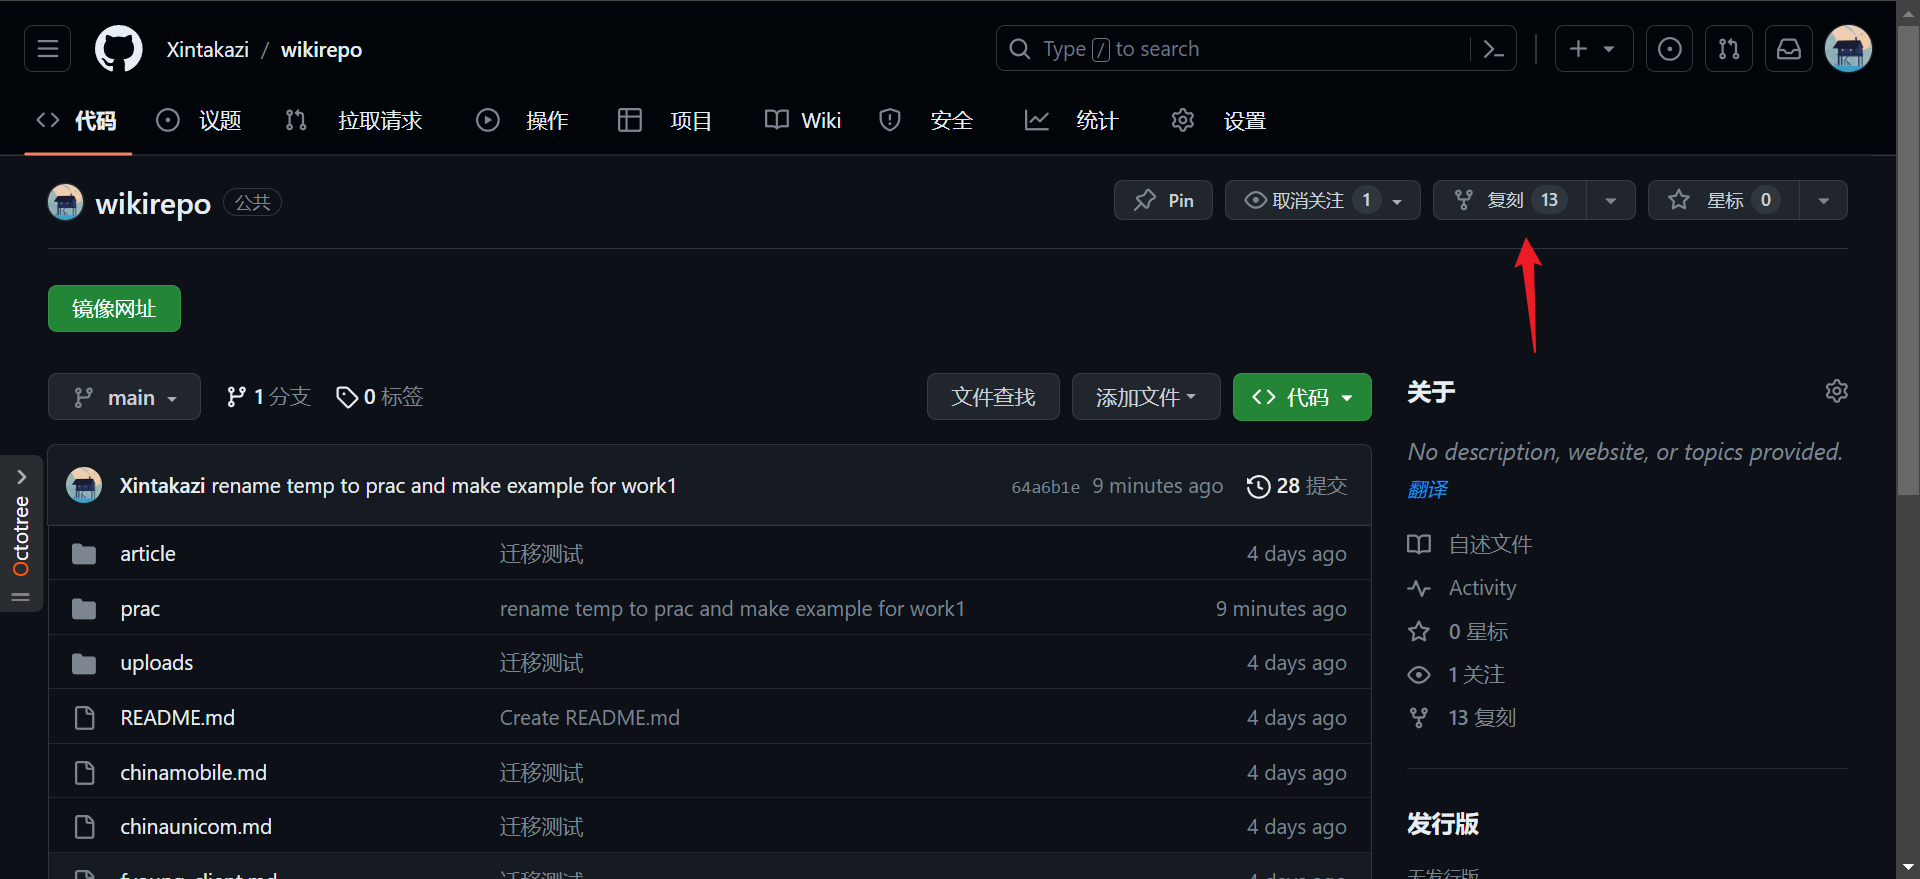 Xintakazi / wikirepo
Type / to search
代码 议题 拉取请求 操作 项目 Wiki 安全 统计 设置
wikirepo 公共
Pin 取消关注 1 复刻 13 星标 0
镜像网址
main 1 分支 0 标签 文件查找 添加文件 代码
关于
No description, website, or topics provided.
翻译
Octotree
Xintakazi rename temp to prac and make example for work1 64a6b1e 9 minutes ago 28 提交
article 迁移测试 4 days ago
prac rename temp to prac and make example for work1 9 minutes ago
uploads 迁移测试 4 days ago
README.md Create README.md 4 days ago
chinamobile.md 迁移测试 4 days ago
chinaunicom.md 迁移测试 4 days ago
自述文件
Activity
0 星标
1 关注
13 复刻
发行版
无发行版